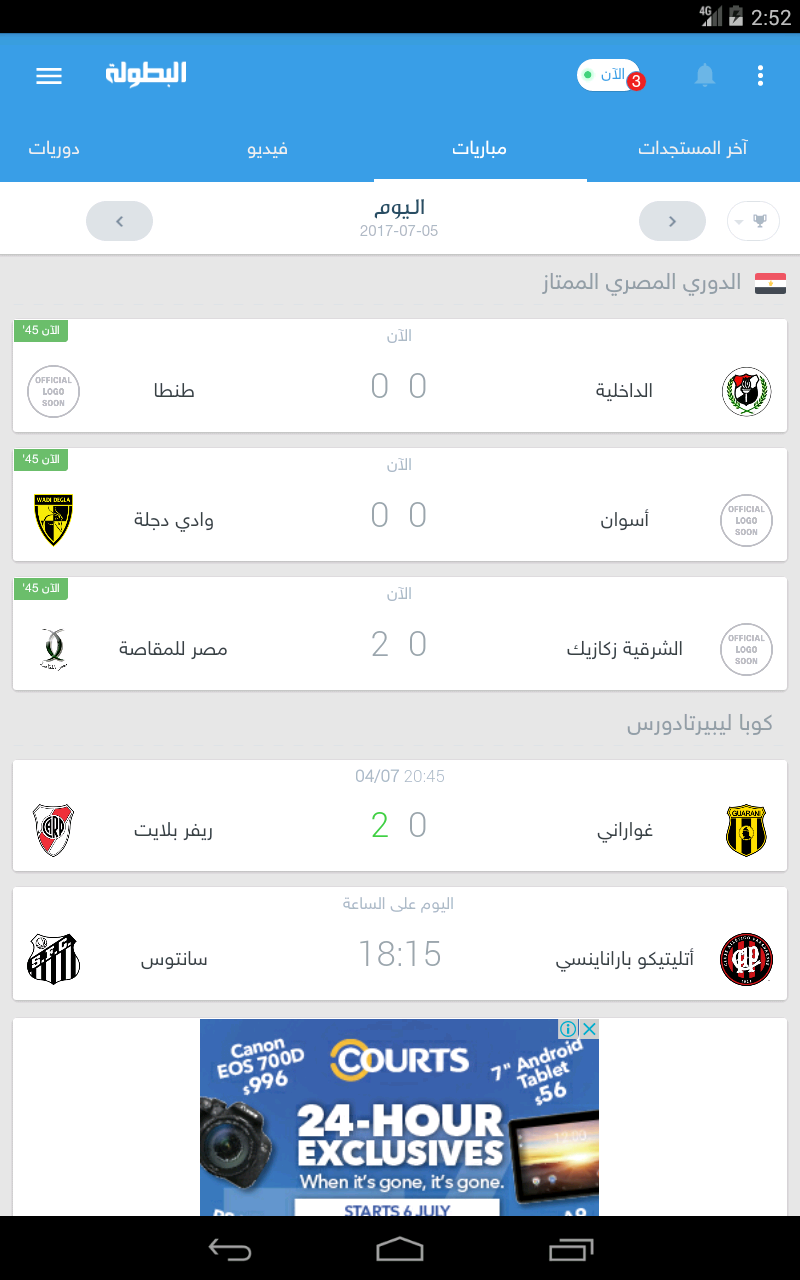 4G 2:52
البطولة
الآن
3
آخر المستجدات
مباريات
فيديو
دوريات
اليوم
2017-07-05
الدوري المصري الممتاز
الآن 45'
الآن
الداخلية
0 0
طنطا
OFFICIAL
LOGO
SOON
الآن 45'
الآن
OFFICIAL
LOGO
SOON
أسوان
0 0
وادي دجلة
WADI DEGLA
الآن 45'
الآن
OFFICIAL
LOGO
SOON
الشرقية زكازيك
2 0
مصر للمقاصة
كوبا ليبيرتادورس
04/07 20:45
GUARANI
غواراني
2 0
ريفر بلايت
CARP
اليوم على الساعة
أتليتيكو باراناينسي
18:15
سانتوس
Canon
EOS 700D
$996
COURTS
7" Android
Tablet
$56
24-HOUR
EXCLUSIVES
When it's gone, it's gone.
STARTS 6 JULY